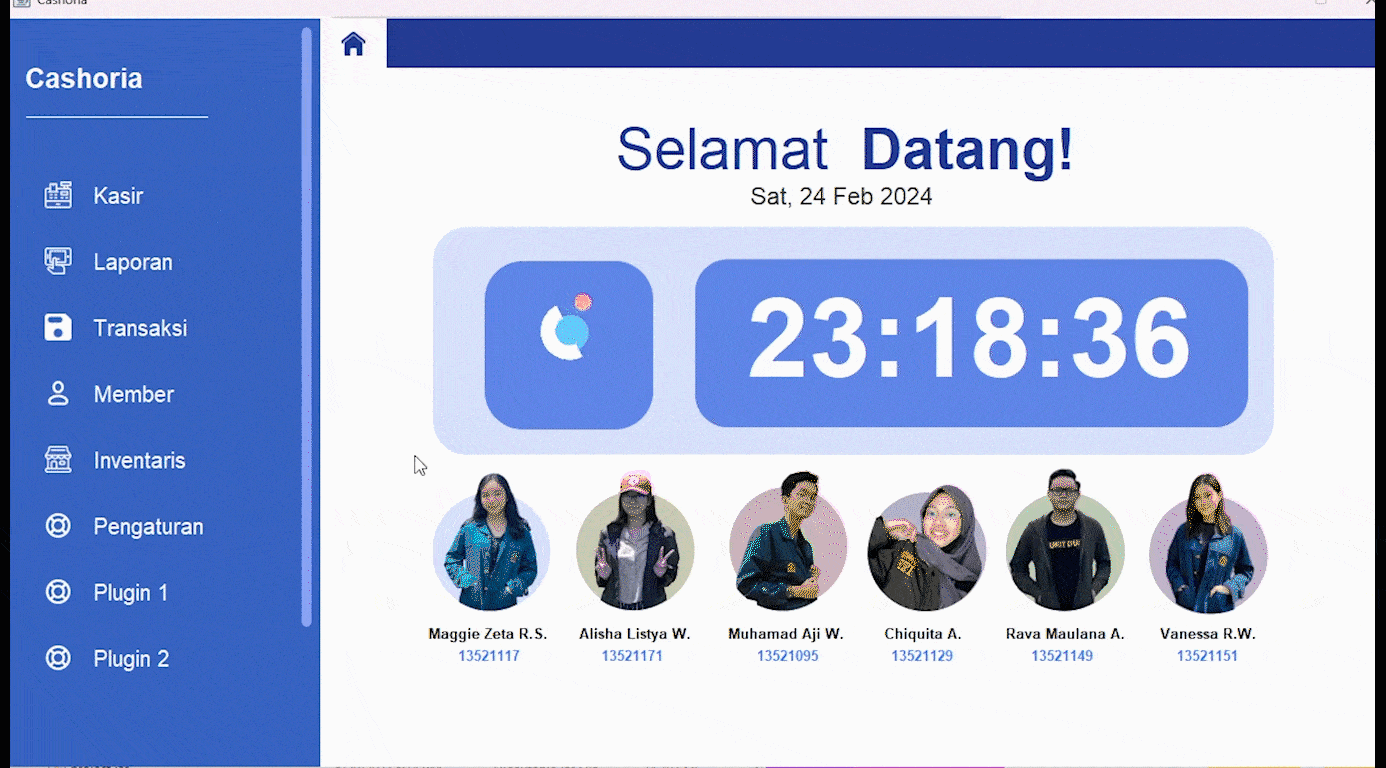 Cashoria
Cashoria
Kasir
Laporan
Transaksi
Member
Inventaris
Pengaturan
Plugin 1
Plugin 2
Selamat Datang!
Sat, 24 Feb 2024
23:18:36
Maggie Zeta R.S. Alisha Listya W. Muhamad Aji W. Chiquita A. Rava Maulana A. Vanessa R.W.
13521117 13521171 13521095 13521129 13521149 13521151